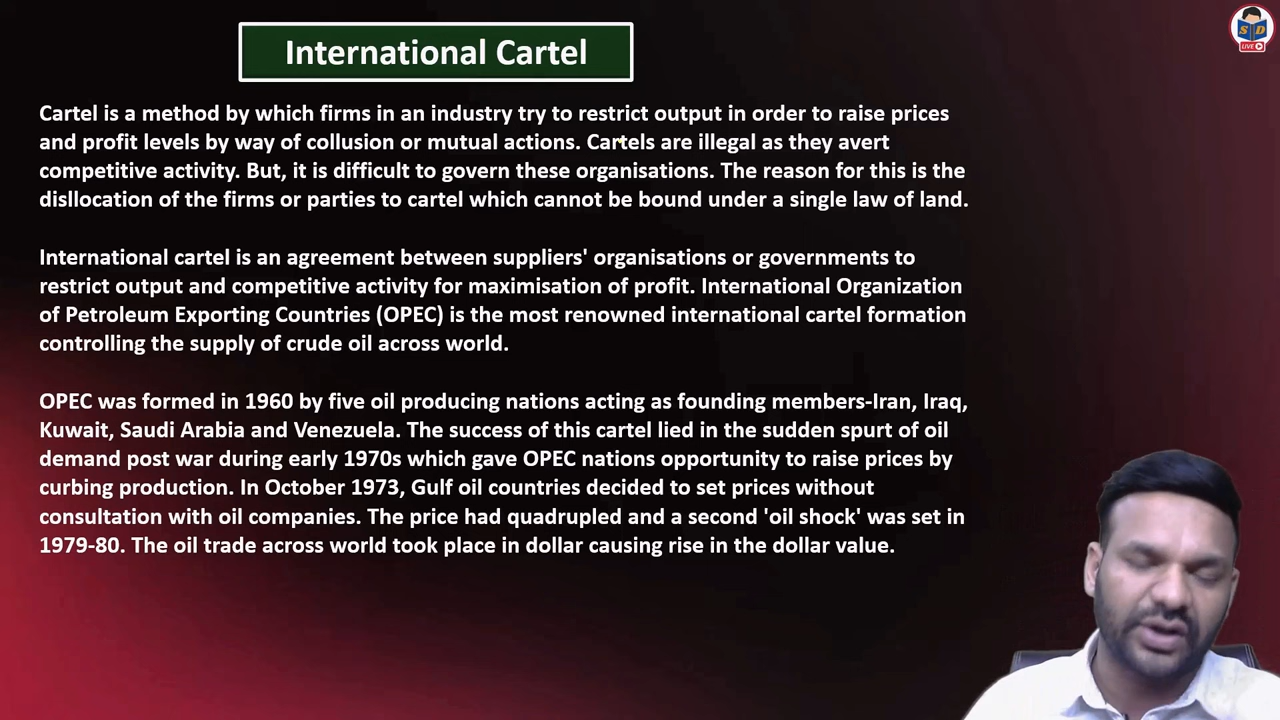 International Cartel
Cartel is a method by which firms in an industry try to restrict output in order to raise prices
and profit levels by way of collusion or mutual actions. Cartels are illegal as they avert
competitive activity. But, it is difficult to govern these organisations. The reason for this is the
disllocation of the firms or parties to cartel which cannot be bound under a single law of land.
International cartel is an agreement between suppliers' organisations or governments to
restrict output and competitive activity for maximisation of profit. International Organization
of Petroleum Exporting Countries (OPEC) is the most renowned international cartel formation
controlling the supply of crude oil across world.
OPEC was formed in 1960 by five oil producing nations acting as founding members-Iran, Iraq,
Kuwait, Saudi Arabia and Venezuela. The success of this cartel lied in the sudden spurt of oil
demand post war during early 1970s which gave OPEC nations opportunity to raise prices by
curbing production. In October 1973, Gulf oil countries decided to set prices without
consultation with oil companies. The price had quadrupled and a second 'oil shock' was set in
1979-80. The oil trade across world took place in dollar causing rise in the dollar value.
S D
LIVE